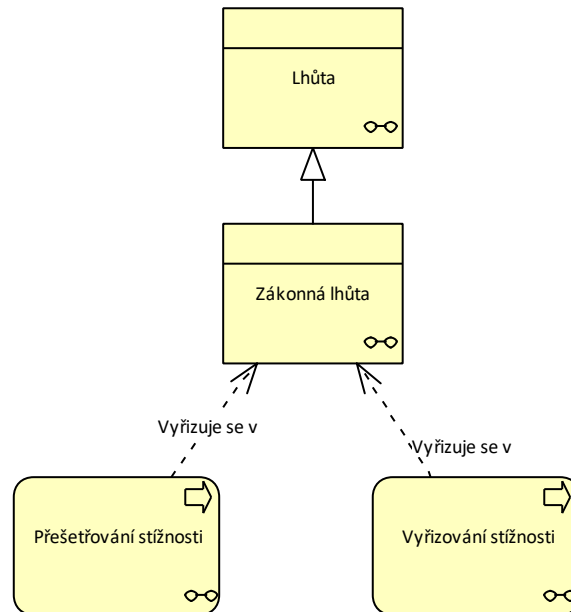 Lhůta
Zákonná lhůta
Vyřizuje se v
Vyřizuje se v
Přešetřování stížnosti
Vyřizování stížnosti